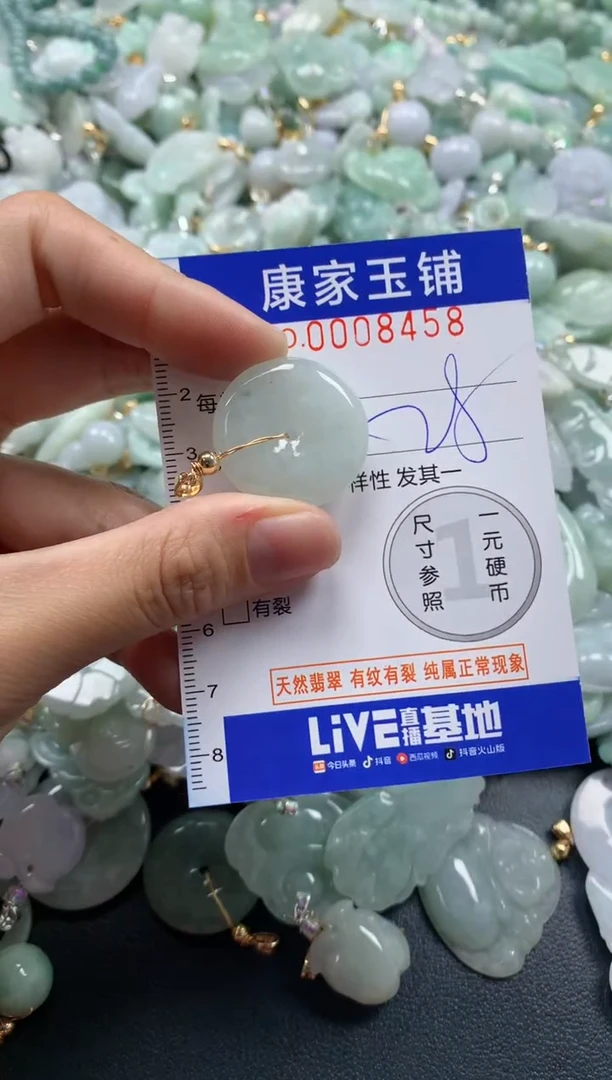 康家玉铺
o.0008458
2 每
28
3
样性 发其一
尺寸参照
1
一元硬币
有裂
6
7
天然翡翠 有纹有裂 纯属正常现象
LiVE直播基地
8
今日头条 抖音 西瓜视频 抖音火山版